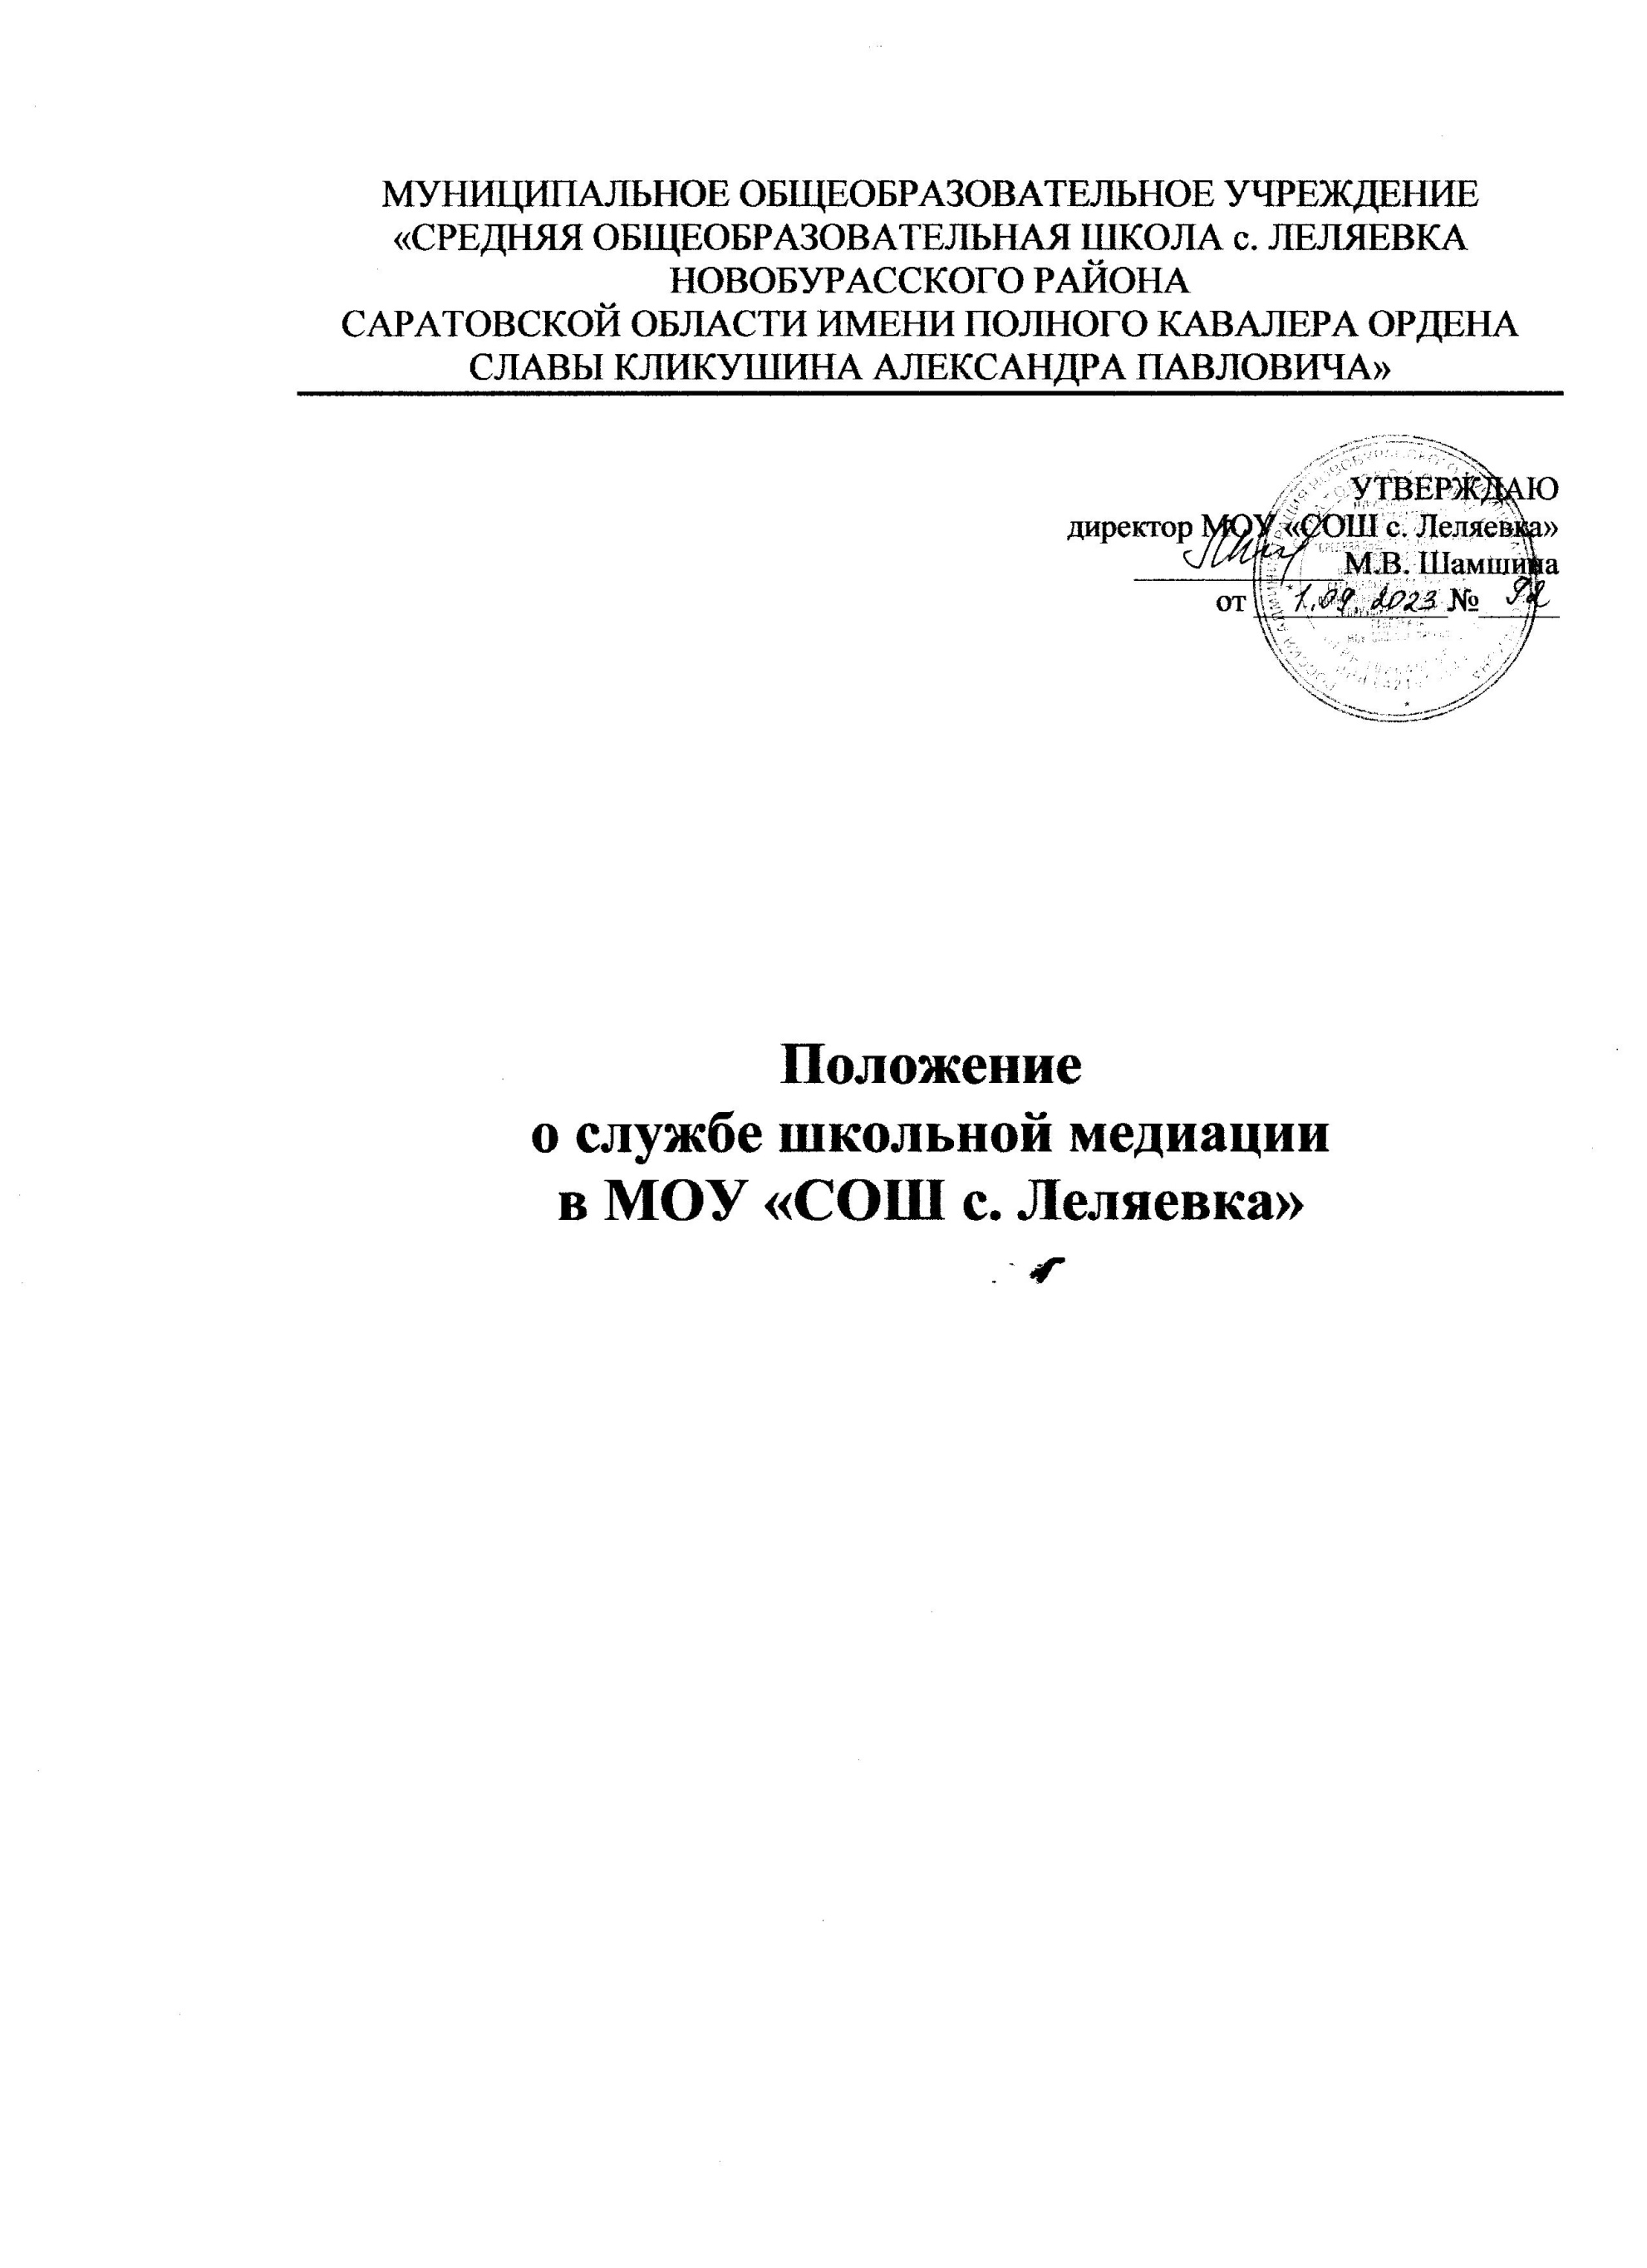 МУНИЦИПАЛЬНОЕ ОБЩЕОБРАЗОВАТЕЛЬНОЕ УЧРЕЖДЕНИЕ
«СРЕДНЯЯ ОБЩЕОБРАЗОВАТЕЛЬНАЯ ШКОЛА с. ЛЕЛЯЕВКА
НОВОБУРАССКОГО РАЙОНА
САРАТОВСКОЙ ОБЛАСТИ ИМЕНИ ПОЛНОГО КАВАЛЕРА ОРДЕНА
СЛАВЫ КЛИКУШИНА АЛЕКСАНДРА ПАВЛОВИЧА»
УТВЕРЖДАЮ
директор МОУ «СОШ с. Леляевка»
М.В. Шамшина
от 1.09.2023 № 92
Положение
о службе школьной медиации
в МОУ «СОШ с. Леляевка»